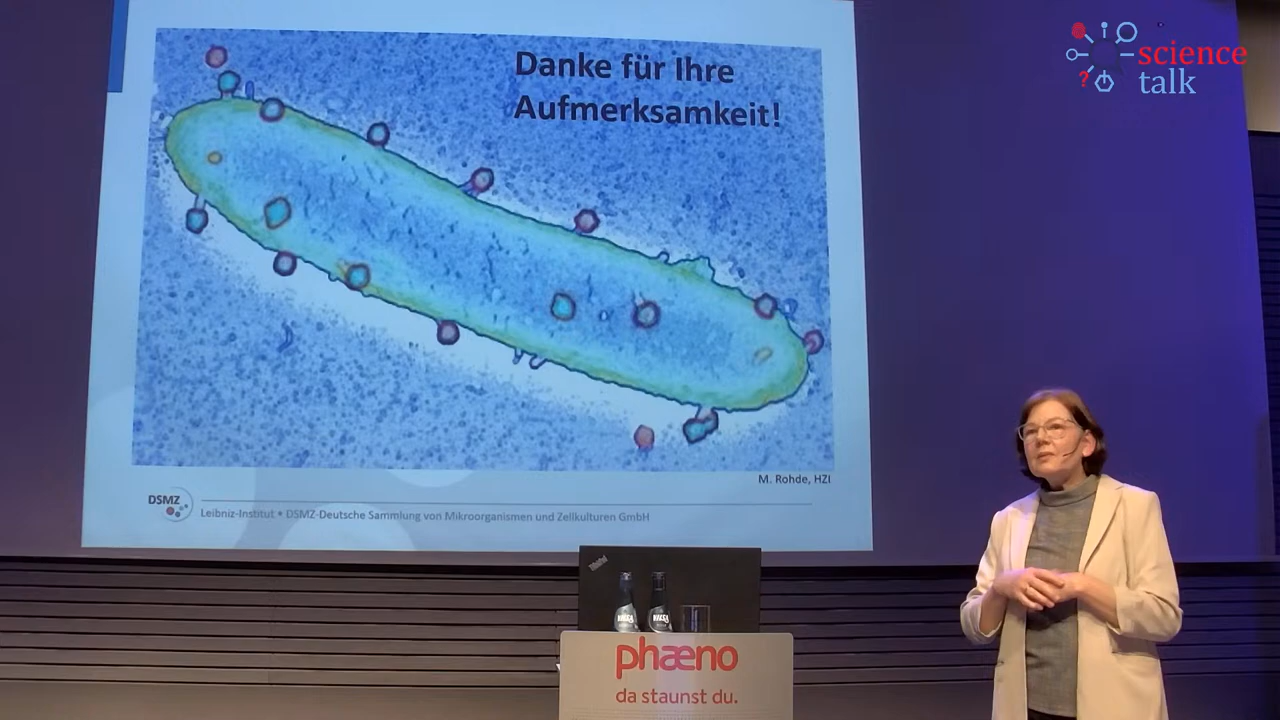 science
talk
?
Danke für Ihre
Aufmerksamkeit!
M. Rohde, HZI
DSMZ
Leibniz-Institut • DSMZ-Deutsche Sammlung von Mikroorganismen und Zellkulturen GmbH
phæno
da staunst du.